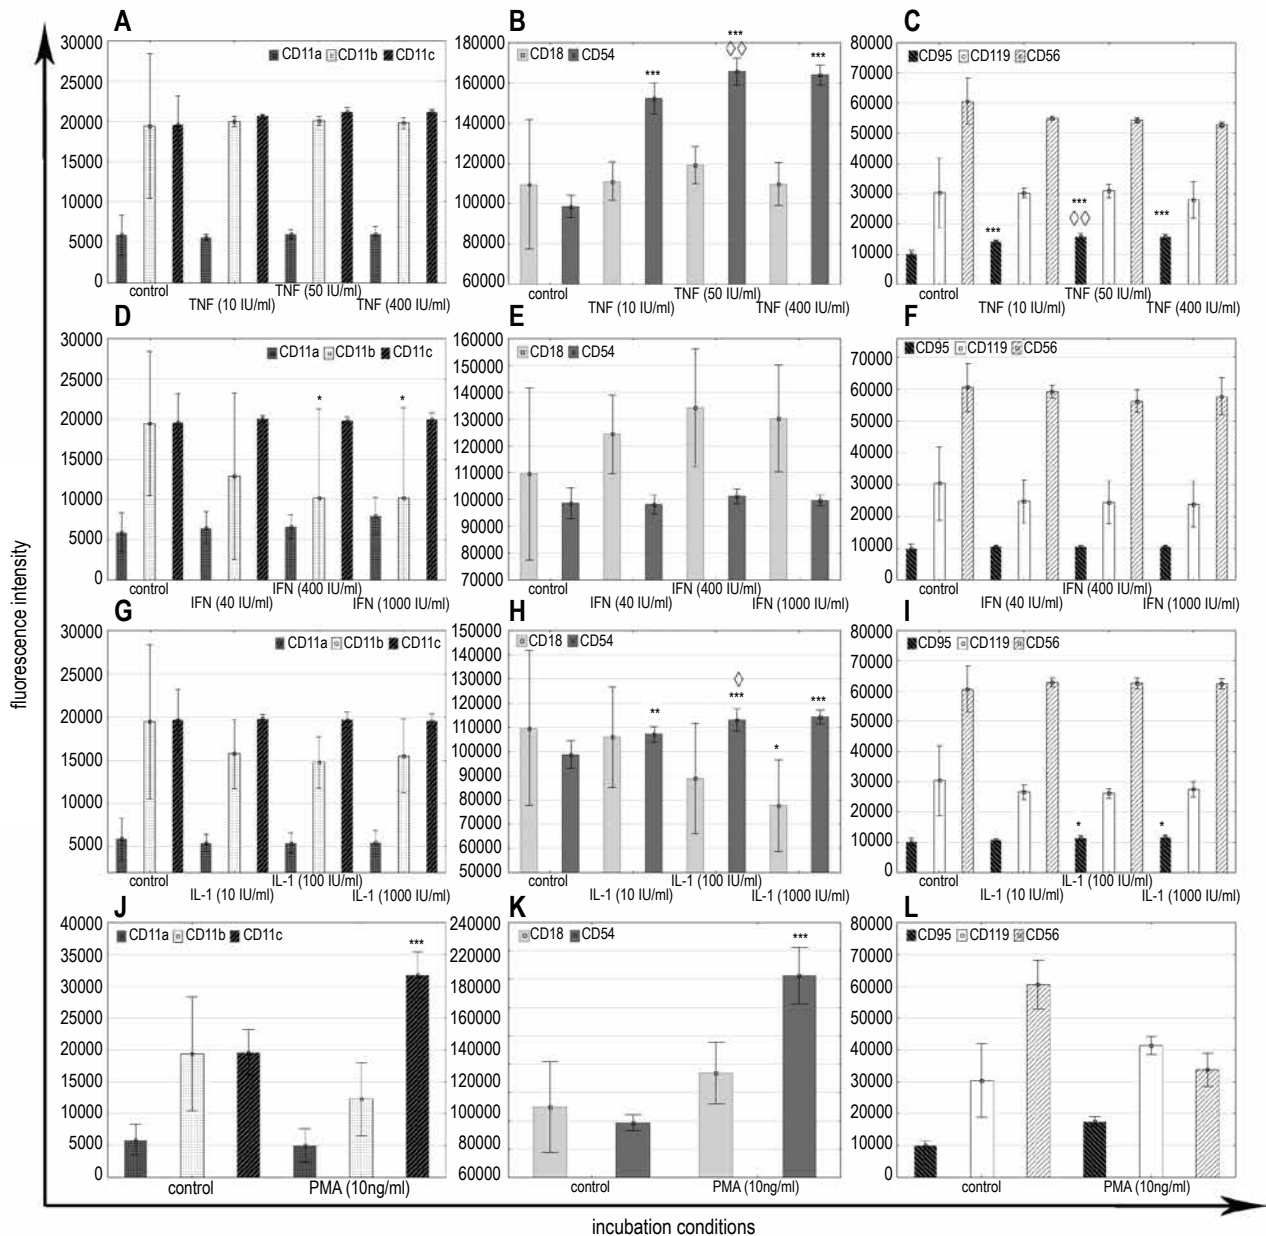 fluorescence intensity
A
30000
25000
20000
15000
10000
5000
0
CD11a CD11b CD11c
control
TNF (10 IU/ml)
TNF (50 IU/ml)
TNF (400 IU/ml)
B
180000
160000
140000
120000
100000
80000
60000
CD18 CD54
***
***
◊◊
***
control
TNF (10 IU/ml)
TNF (50 IU/ml)
TNF (400 IU/ml)
C
80000
70000
60000
50000
40000
30000
20000
10000
0
CD95 CD119 CD56
***
***
◊◊
***
control
TNF (10 IU/ml)
TNF (50 IU/ml)
TNF (400 IU/ml)
D
30000
25000
20000
15000
10000
5000
0
CD11a CD11b CD11c
*
*
control
IFN (40 IU/ml)
IFN (400 IU/ml)
IFN (1000 IU/ml)
E
160000
150000
140000
130000
120000
110000
100000
90000
80000
70000
CD18 CD54
control
IFN (40 IU/ml)
IFN (400 IU/ml)
IFN (1000 IU/ml)
F
70000
60000
50000
40000
30000
20000
10000
0
CD95 CD119 CD56
control
IFN (40 IU/ml)
IFN (400 IU/ml)
IFN (1000 IU/ml)
G
30000
25000
20000
15000
10000
5000
CD11a CD11b CD11c
control
IL-1 (10 IU/ml)
IL-1 (100 IU/ml)
IL-1 (1000 IU/ml)
H
150000
140000
130000
120000
110000
100000
90000
80000
70000
60000
50000
CD18 CD54
**
◊
***
*
***
control
IL-1 (10 IU/ml)
IL-1 (100 IU/ml)
IL-1 (1000 IU/ml)
I
80000
70000
60000
50000
40000
30000
20000
10000
0
CD95 CD119 CD56
*
*
control
IL-1 (10 IU/ml)
IL-1 (100 IU/ml)
IL-1 (1000 IU/ml)
J
40000
35000
30000
25000
20000
15000
10000
5000
0
CD11a CD11b CD11c
***
control
PMA (10ng/ml)
K
240000
220000
200000
180000
160000
140000
120000
100000
80000
60000
CD18 CD54
***
control
PMA (10ng/ml)
L
80000
70000
60000
50000
40000
30000
20000
10000
0
CD95 CD119 CD56
control
PMA (10ng/ml)
incubation conditions